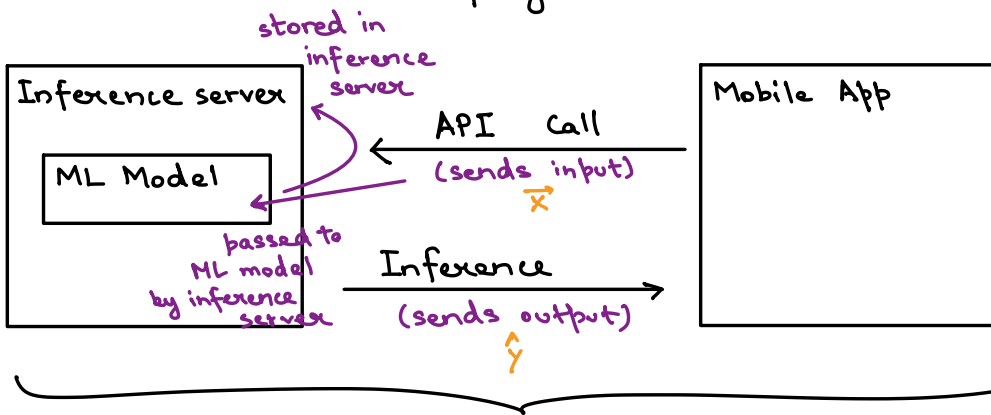 stored in
inference
server
Inference server
ML Model
API Call
(sends input)
x
Mobile App
passed to
ML model
by inference
server
Inference
(sends output)
ŷ